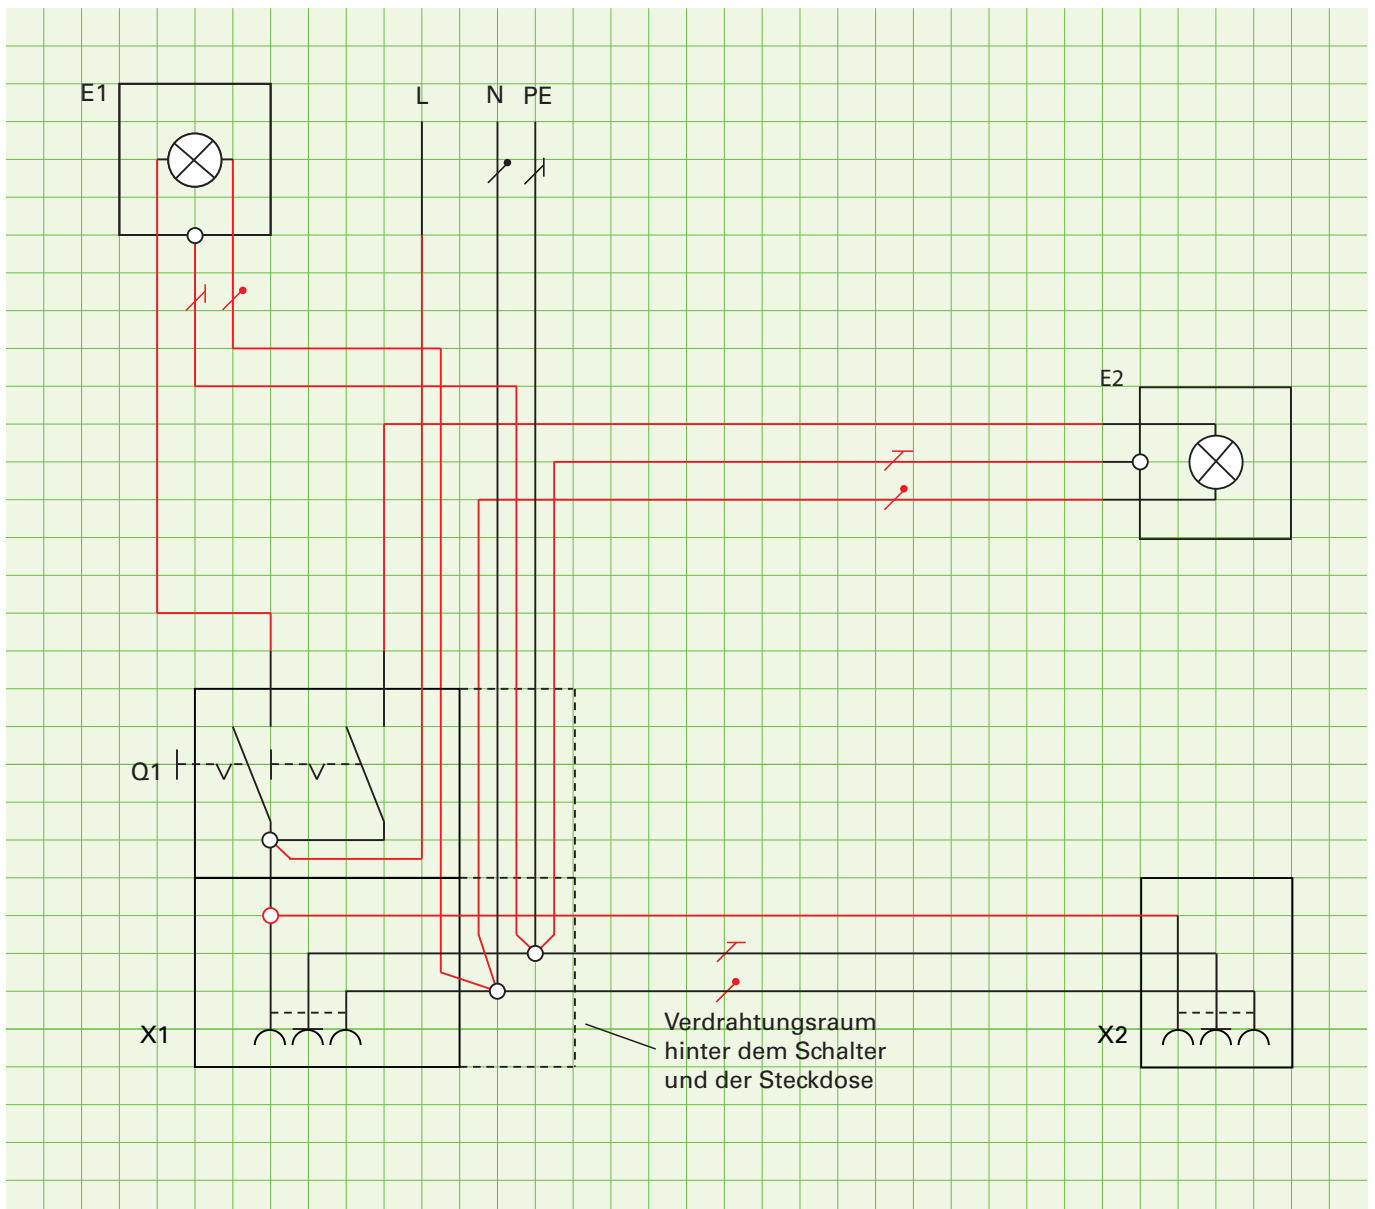 E1
L
N
PE
E2
Q1
X1
Verdrahtungsraum
hinter dem Schalter
und der Steckdose
X2